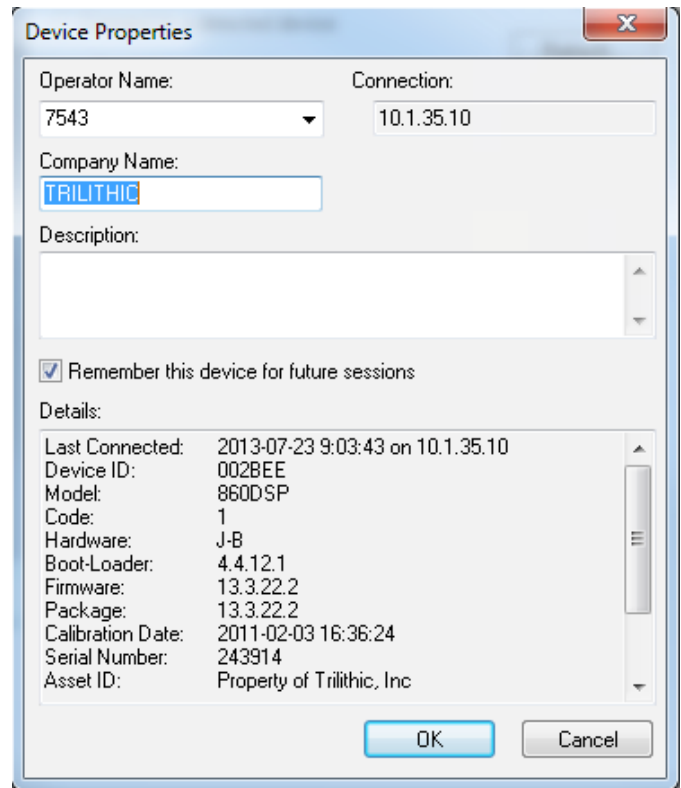 Device Properties
Operator Name: Connection:
7543 10.1.35.10
Company Name:
TRILITHIC
Description:
Remember this device for future sessions
Details:
Last Connected: 2013-07-23 9:03:43 on 10.1.35.10
Device ID: 002BEE
Model: 860DSP
Code: 1
Hardware: J-B
Boot-Loader: 4.4.12.1
Firmware: 13.3.22.2
Package: 13.3.22.2
Calibration Date: 2011-02-03 16:36:24
Serial Number: 243914
Asset ID: Property of Trilithic, Inc
OK Cancel